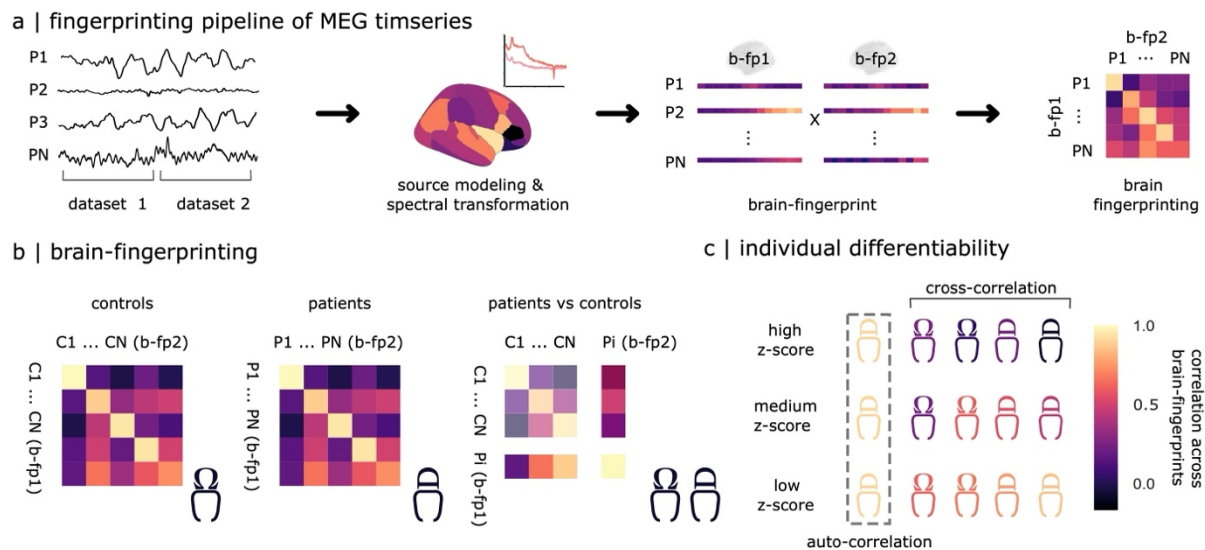 a | fingerprinting pipeline of MEG timseries
P1
P2
P3
PN
dataset 1
dataset 2
source modeling &
spectral transformation
b-fp1
b-fp2
P1
P2
X
⋮
⋮
PN
brain-fingerprint
b-fp2
P1 ... PN
b-fp1
P1
⋮
PN
brain
fingerprinting
b | brain-fingerprinting
controls
C1 ... CN (b-fp2)
C1 ... CN (b-fp1)
patients
P1 ... PN (b-fp2)
P1 ... PN (b-fp1)
patients vs controls
C1 ... CN
Pi (b-fp2)
C1 ... CN
Pi (b-fp1)
c | individual differentiability
cross-correlation
high
z-score
medium
z-score
low
z-score
auto-correlation
1.0
0.0
correlation across
brain-fingerprints